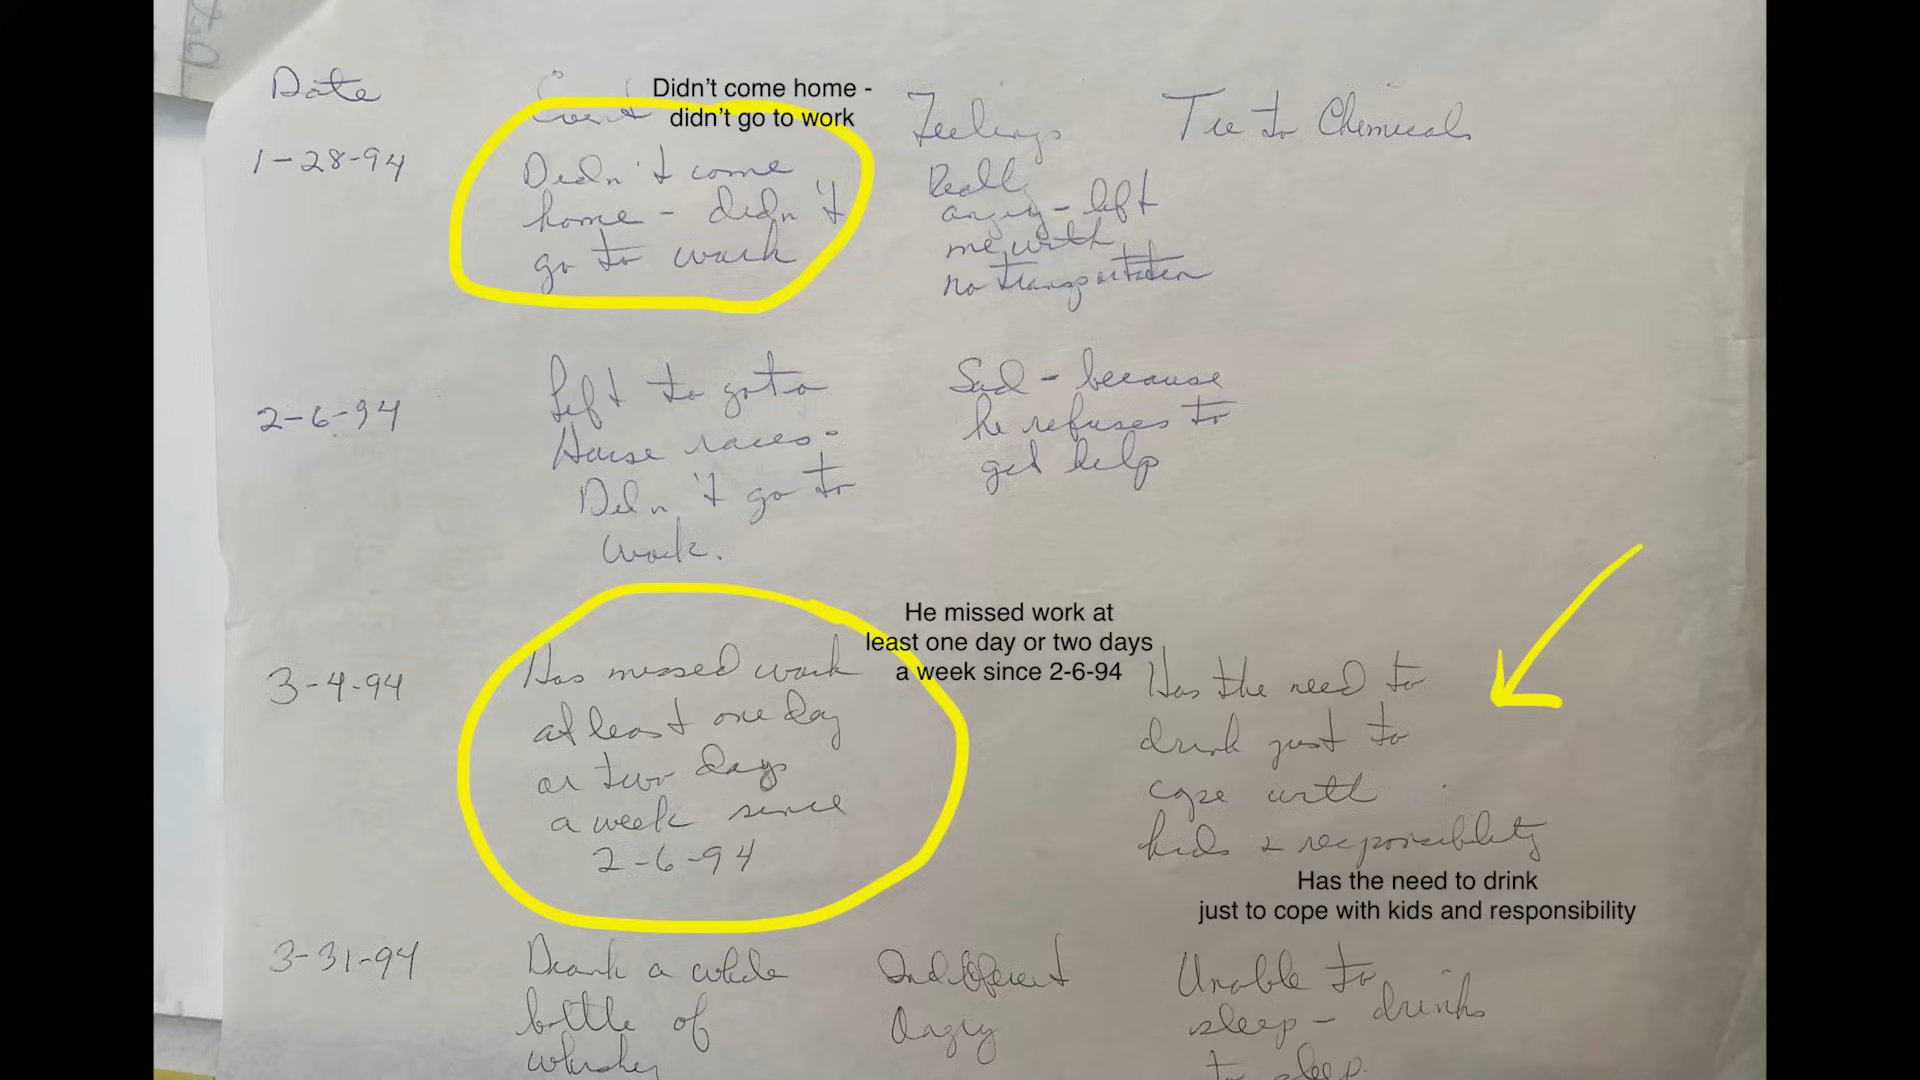 Date
Event
Feelings
Tie to Chemicals
Didn't come home -
didn't go to work
1-28-94
Didn't come
home - didn't
go to work
Really
angry - left
me with
no transportation
2-6-94
Left to go to
Horse races -
Didn't go to
work.
Sad - because
he refuses to
get help
3-4-94
Has missed work
at least one day
or two days
a week since
2-6-94
He missed work at
least one day or two days
a week since 2-6-94
Has the need to
drink just to
cope with
kids & responsibility
Has the need to drink
just to cope with kids and responsibility
3-31-94
Drank a whole
bottle of
whiskey
Indifferent
Angry
Unable to
sleep - drinks
to sleep.